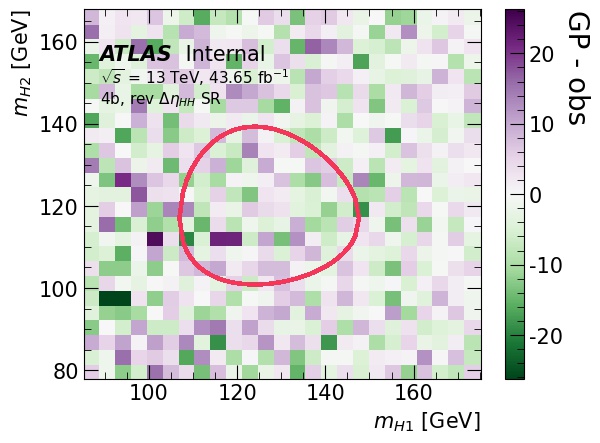 ATLAS Internal
√s = 13 TeV, 43.65 fb⁻¹
4b, rev Δη_HH SR
m_H2 [GeV]
160
140
120
100
80
100
120
140
160
m_H1 [GeV]
20
10
0
-10
-20
GP - obs